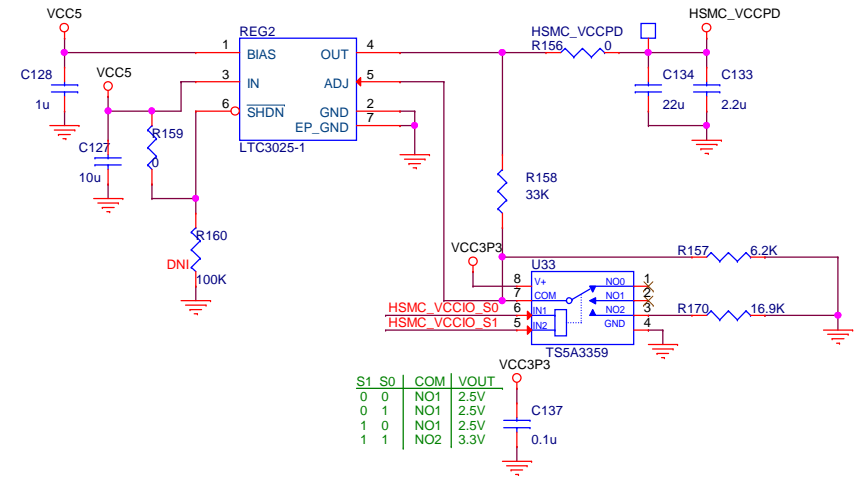 VCC5
HSMC_VCCPD
REG2
HSMC_VCCPD
1 BIAS OUT 4
R156 0
C128
1u
VCC5
3 IN ADJ 5
C134
22u
C133
2.2u
6 SHDN GND 2
EP_GND 7
LTC3025-1
R159
0
C127
10u
R158
33K
R160
DNI
100K
VCC3P3
U33
R157 6.2K
8 V+ NO0 1
7 COM NO1 2
HSMC_VCCIO_S0 6 IN1 NO2 3
R170 16.9K
HSMC_VCCIO_S1 5 IN2 GND 4
TS5A3359
VCC3P3
S1 S0 COM VOUT
0 0 NO1 2.5V
0 1 NO1 2.5V
1 0 NO1 2.5V
1 1 NO2 3.3V
C137
0.1u